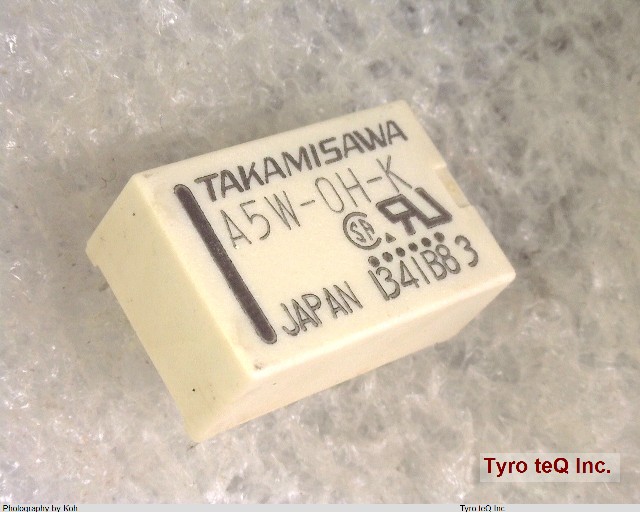 TAKAMISAWA
A5W-OH-K
JAPAN 1341B83
Tyro teQ Inc.
Photography by Koh
Tyro teQ Inc